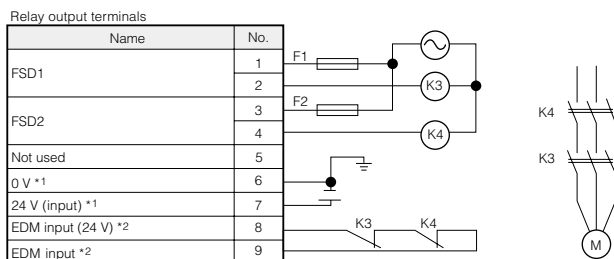 Relay output terminals
Name No.
FSD1 1 F1
2 K3
FSD2 3 F2
4 K4
Not used 5
0 V *1 6
24 V (input) *1 7
EDM input (24 V) *2 8 K3 K4
EDM input *2 9
K4
K3
M